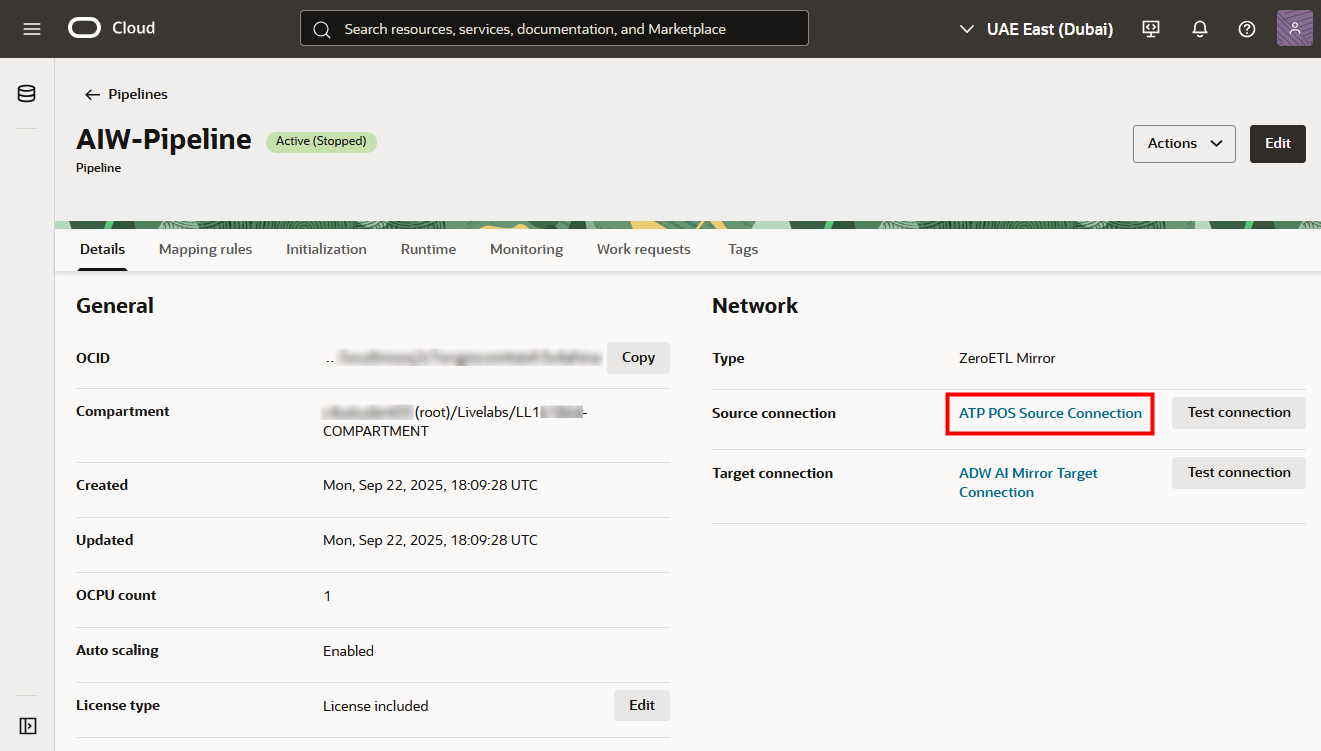 Cloud
Search resources, services, documentation, and Marketplace
UAE East (Dubai)
Pipelines
AIW-Pipeline
Active (Stopped)
Pipeline
Actions
Edit
Details
Mapping rules
Initialization
Runtime
Monitoring
Work requests
Tags
General
OCID
..
Copy
Compartment
(root)/Livelabs/LL1 -
COMPARTMENT
Created
Mon, Sep 22, 2025, 18:09:28 UTC
Updated
Mon, Sep 22, 2025, 18:09:28 UTC
OCPU count
1
Auto scaling
Enabled
License type
License included
Edit
Network
Type
ZeroETL Mirror
Source connection
ATP POS Source Connection
Test connection
Target connection
ADW AI Mirror Target
Connection
Test connection